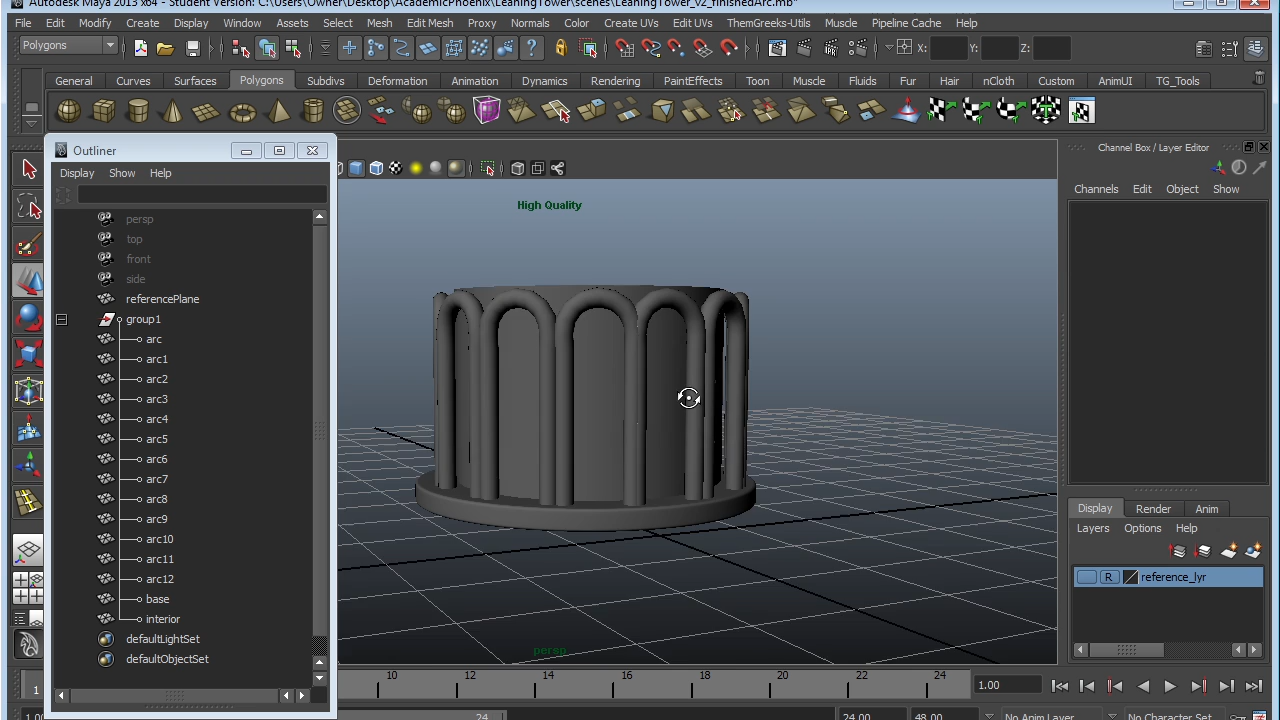 Autodesk Maya 2013 x64 - Student Version: C:\Users\Owner\Desktop\AcademicPhoenix\LeaningTower\scenes\LeaningTower_v2_finishedArc.mb*
File Edit Modify Create Display Window Assets Select Mesh Edit Mesh Proxy Normals Color Create UVs Edit UVs ThemGreeks-Utils Muscle Pipeline Cache Help
Polygons X: Y: Z:
General Curves Surfaces Polygons Subdivs Deformation Animation Dynamics Rendering PaintEffects Toon Muscle Fluids Fur Hair nCloth Custom AnimUI TG_Tools
Outliner
Channel Box / Layer Editor
Display Show Help
Channels Edit Object Show
High Quality
persp
top
front
side
referencePlane
group1
arc
arc1
arc2
arc3
arc4
arc5
arc6
arc7
arc8
arc9
arc10
arc11
arc12
base
interior
defaultLightSet
defaultObjectSet
persp
Display Render Anim
Layers Options Help
R reference_lyr
1 10 12 14 16 18 20 22 24 1.00
1.00 24 24.00 48.00 No Anim Layer No Character Set